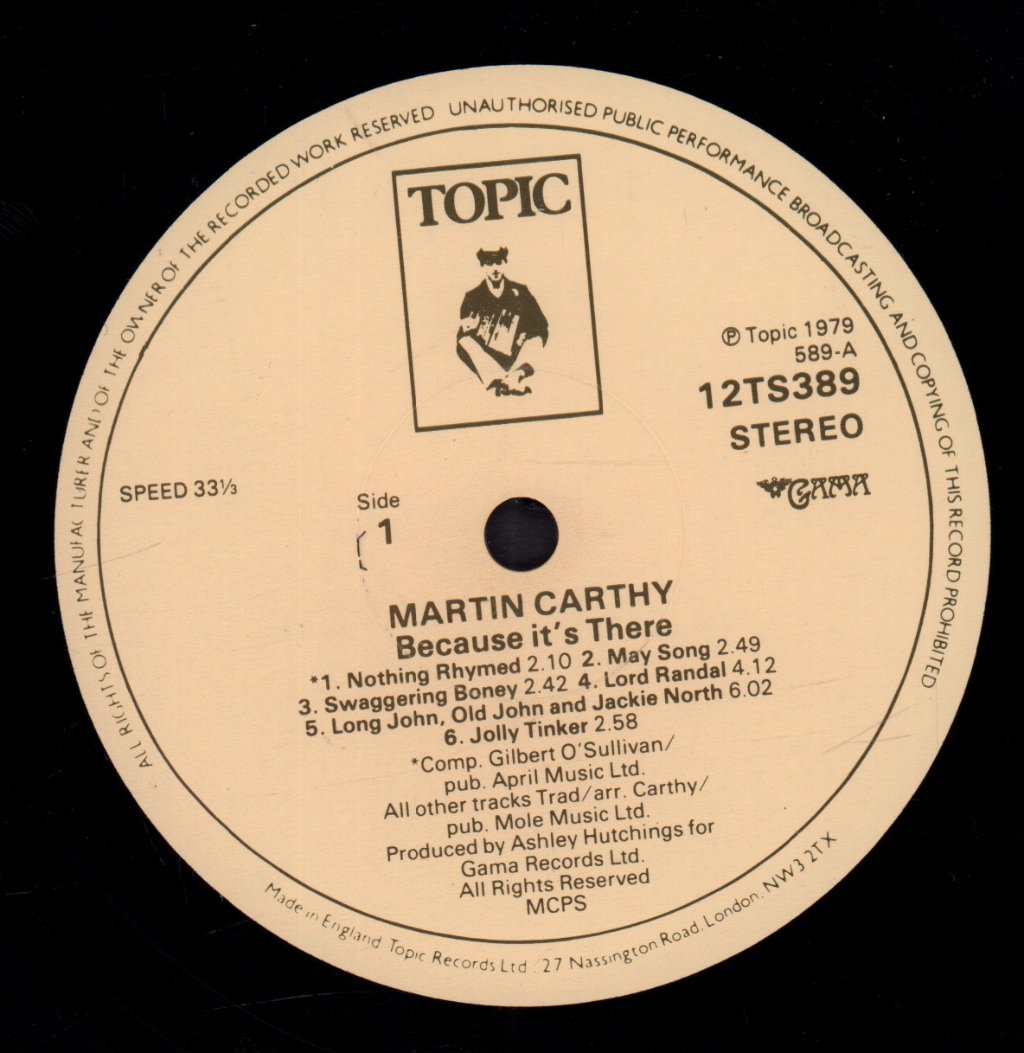 ALL RIGHTS OF THE MANUFACTURER AND OF THE OWNER OF THE RECORDED WORK RESERVED UNAUTHORISED PUBLIC PERFORMANCE BROADCASTING AND COPYING OF THIS RECORD PROHIBITED
TOPIC
℗ Topic 1979
589-A
12TS389
STEREO
GAMA
SPEED 33⅓
Side
1
MARTIN CARTHY
Because it's There
*1. Nothing Rhymed 2.10 2. May Song 2.49
3. Swaggering Boney 2.42 4. Lord Randal 4.12
5. Long John, Old John and Jackie North 6.02
6. Jolly Tinker 2.58
*Comp. Gilbert O'Sullivan/
pub. April Music Ltd.
All other tracks Trad/arr. Carthy/
pub. Mole Music Ltd.
Produced by Ashley Hutchings for
Gama Records Ltd.
All Rights Reserved
MCPS
Made in England Topic Records Ltd. 27 Nassington Road. London. NW3 2TX